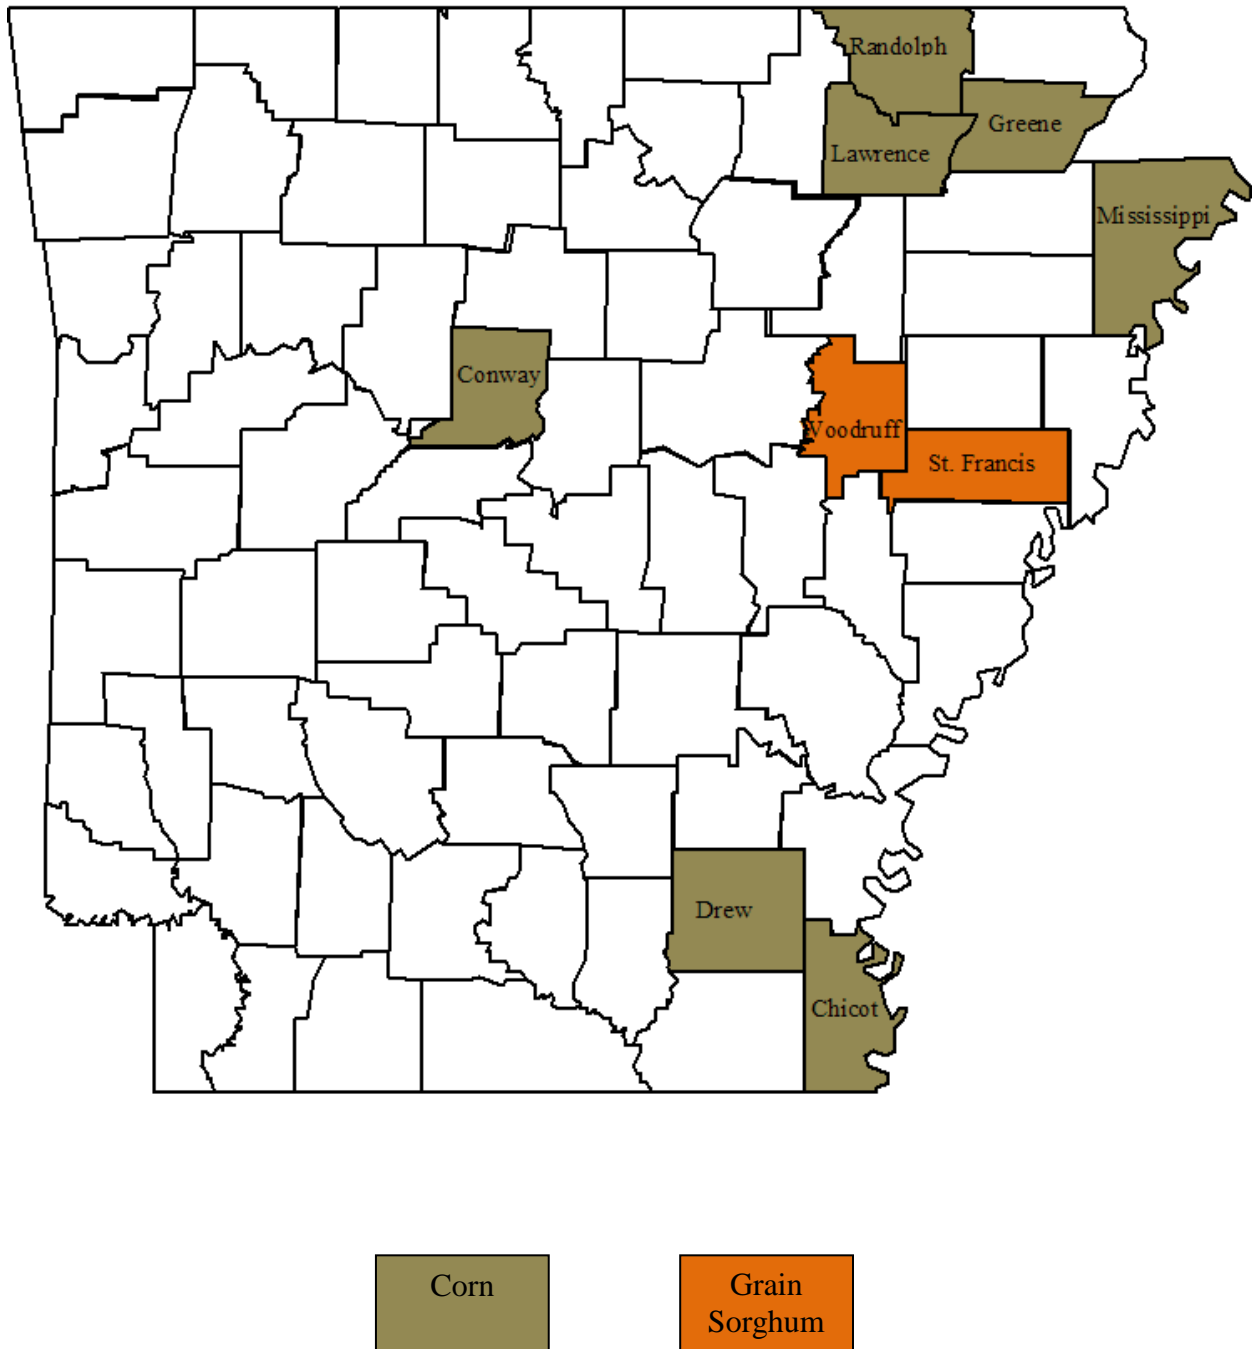 Randolph
Greene
Lawrence
Mississippi
Conway
Woodruff
St. Francis
Drew
Chicot
Corn
Grain
Sorghum